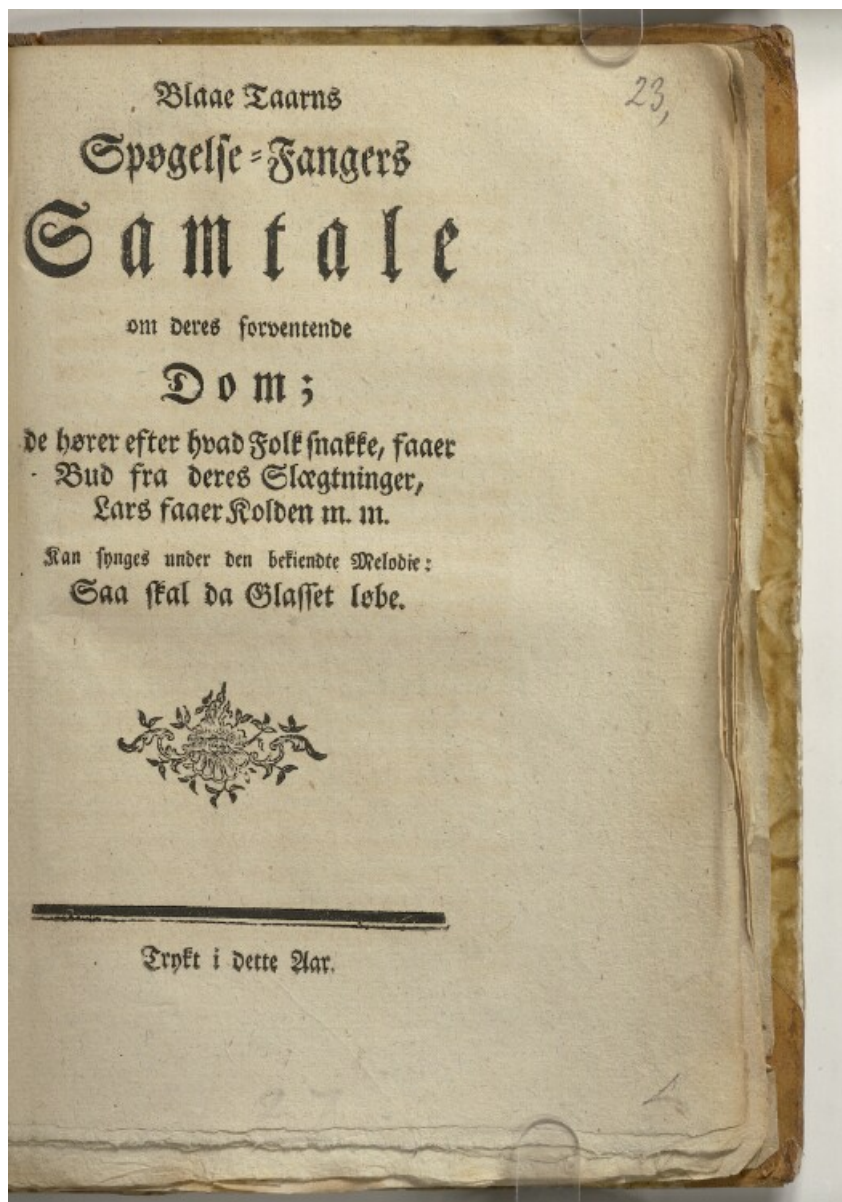 23,
Blaae Taarns
Spøgelse-Fangers
Samtale
om deres forventende
Dom;
de hører efter hvad Folk snakke, faaer
Bud fra deres Slægtninger,
Lars faaer Kolden m. m.
Kan synges under den bekiendte Melodie:
Saa skal da Glasset løbe.
Trykt i dette Aar.